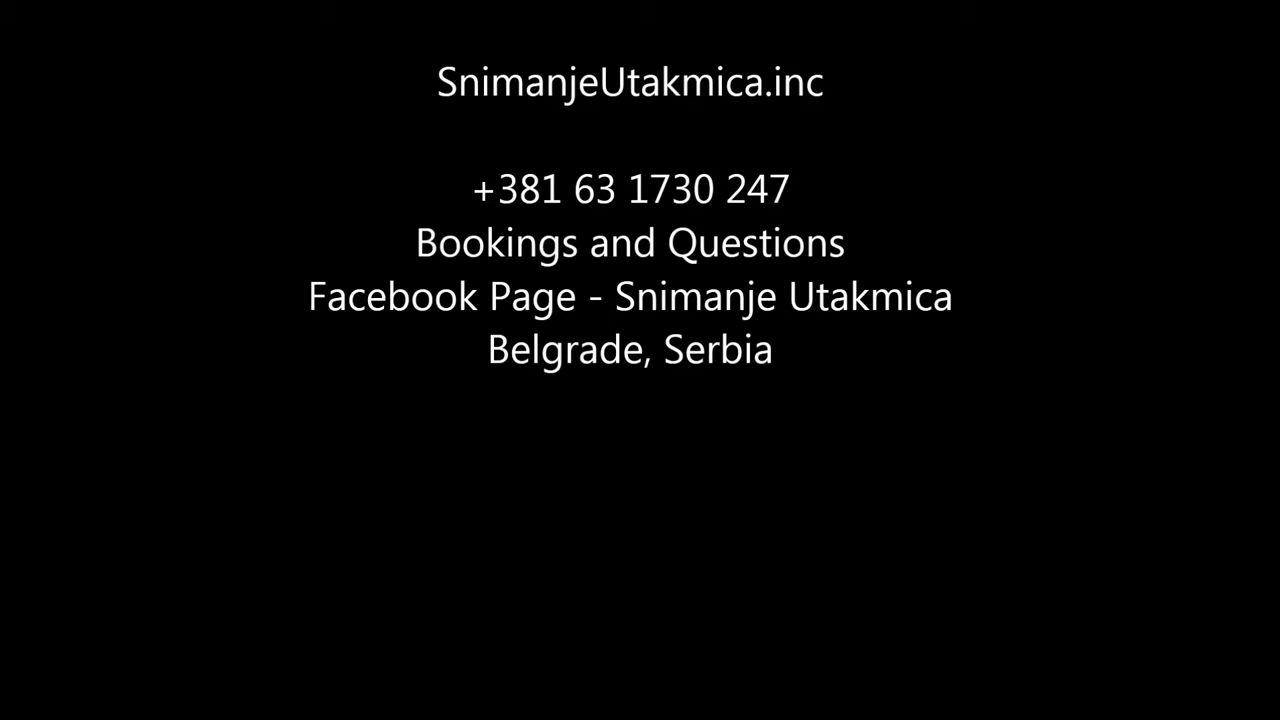 SnimanjeUtakmica.inc
+381 63 1730 247
Bookings and Questions
Facebook Page - Snimanje Utakmica
Belgrade, Serbia